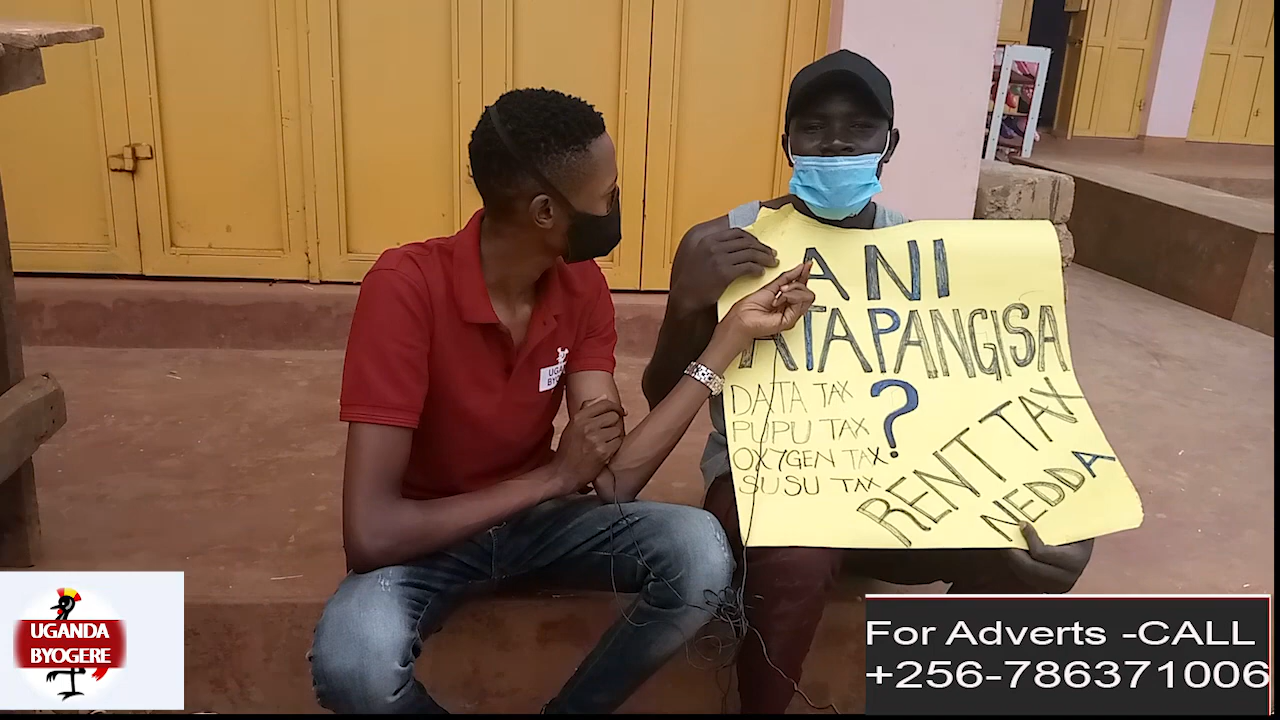 ANI
ATAPANGISA
?
DATA TAX
PUPU TAX
OXYGEN TAX
SUSU TAX
RENT TAX
NEDDA
UGANDA
BYOGERE
For Adverts -CALL
+256-786371006